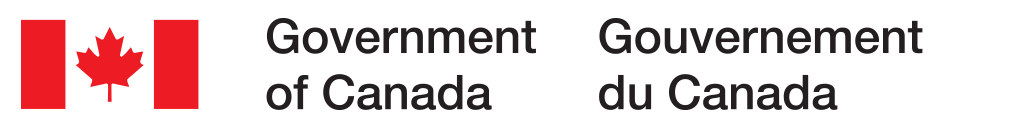 Government
of Canada
Gouvernement
du Canada